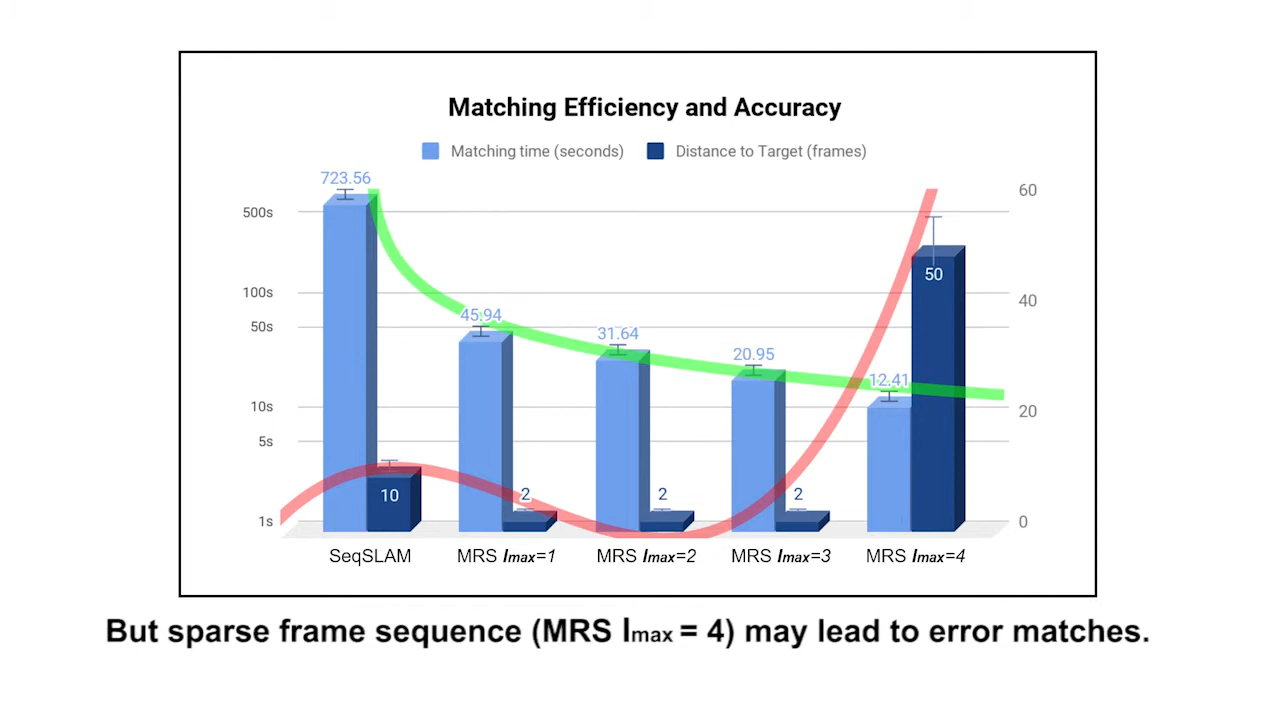 Matching Efficiency and Accuracy
Matching time (seconds) Distance to Target (frames)
723.56
60
500s
100s
40
50s
45.94
31.64
20.95
12.41
50
10s
20
5s
10
2
2
2
1s
0
SeqSLAM MRS Imax=1 MRS Imax=2 MRS Imax=3 MRS Imax=4
But sparse frame sequence (MRS Imax = 4) may lead to error matches.